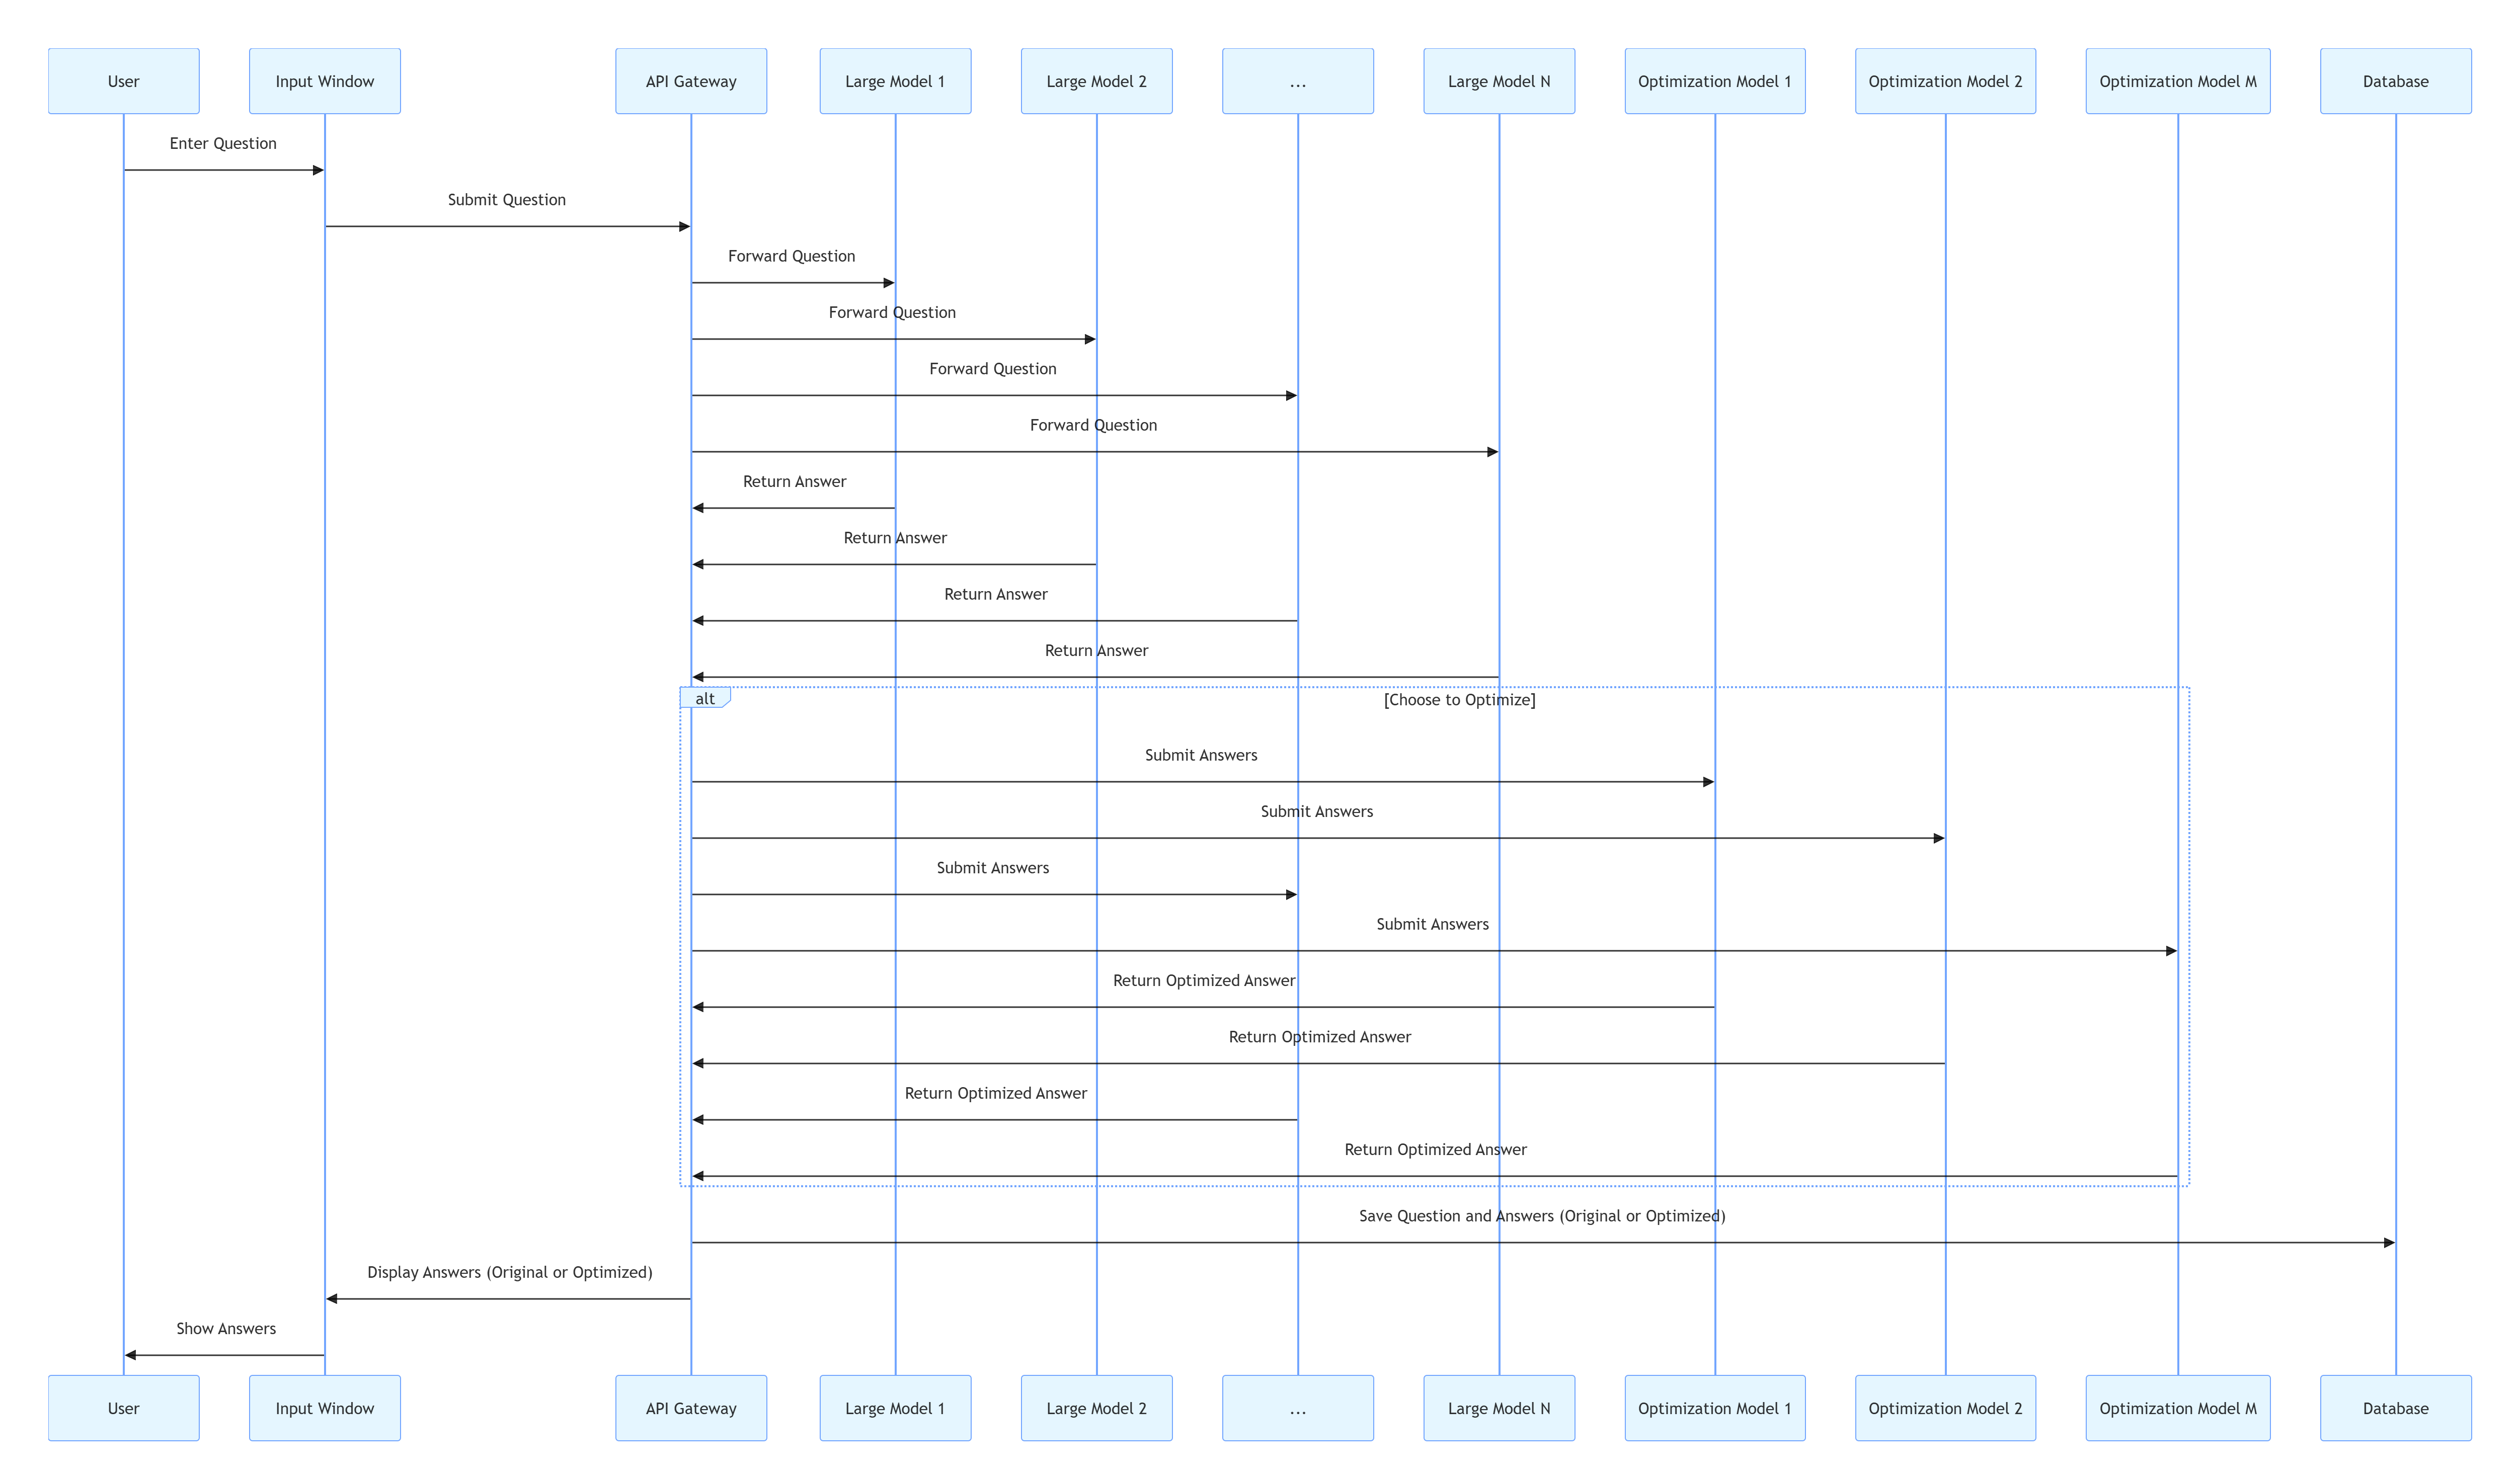 User
Input Window
API Gateway
Large Model 1
Large Model 2
...
Large Model N
Optimization Model 1
Optimization Model 2
Optimization Model M
Database
Enter Question
Submit Question
Forward Question
Forward Question
Forward Question
Forward Question
Return Answer
Return Answer
Return Answer
Return Answer
alt
[Choose to Optimize]
Submit Answers
Submit Answers
Submit Answers
Submit Answers
Return Optimized Answer
Return Optimized Answer
Return Optimized Answer
Return Optimized Answer
Save Question and Answers (Original or Optimized)
Display Answers (Original or Optimized)
Show Answers
User
Input Window
API Gateway
Large Model 1
Large Model 2
...
Large Model N
Optimization Model 1
Optimization Model 2
Optimization Model M
Database